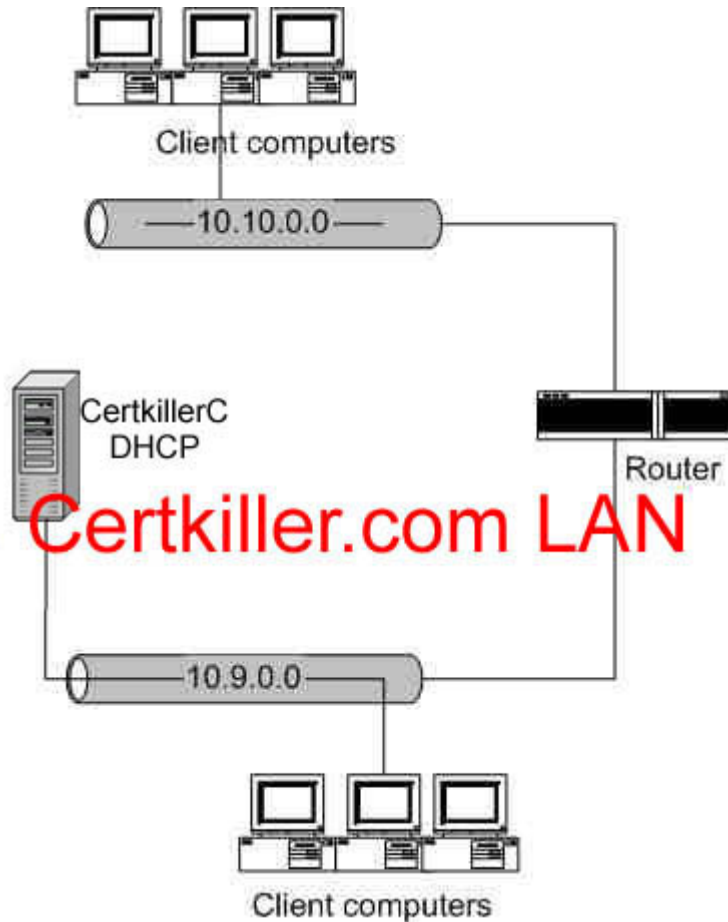 Client computers
10.10.0.0
CertkillerC
DHCP
Router
Certkiller.com LAN
10.9.0.0
Client computers